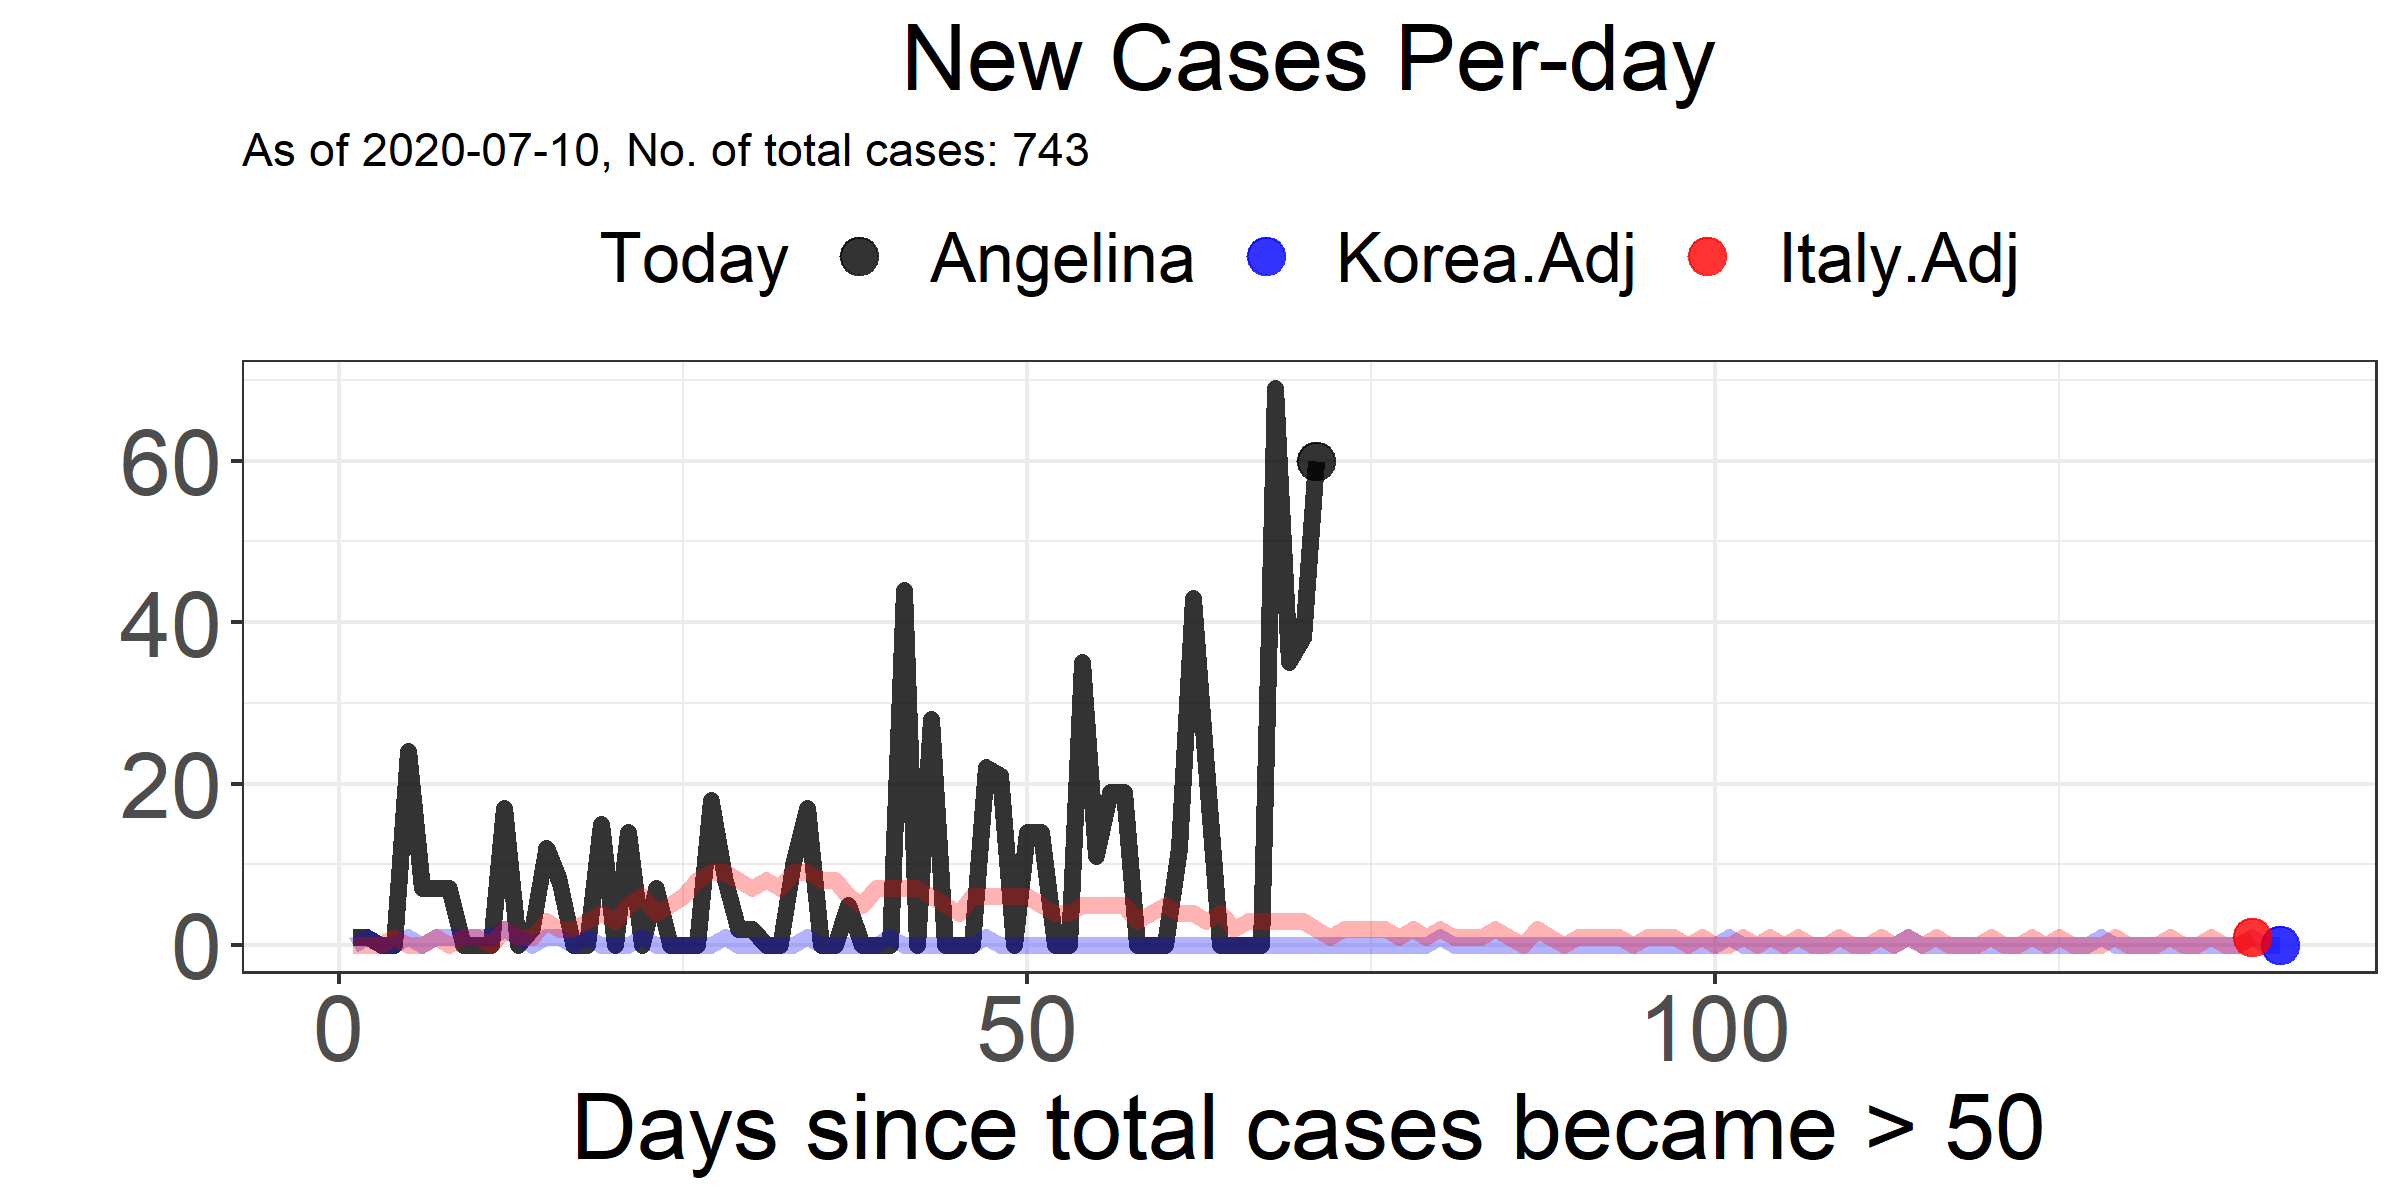 New Cases Per-day
As of 2020-07-10, No. of total cases: 743
Today Angelina Korea.Adj Italy.Adj
60
40
20
0
0 50 100
Days since total cases became > 50